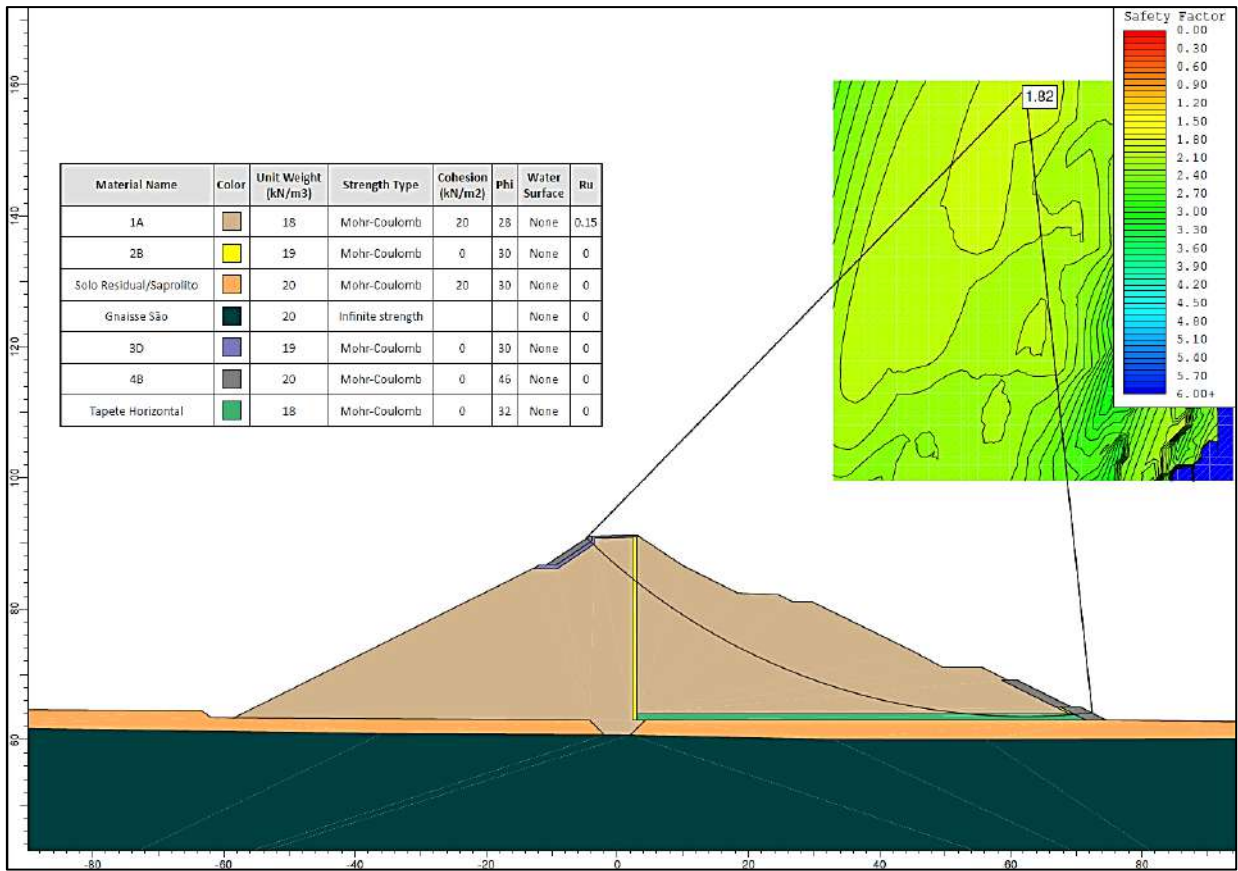 Safety Factor
0.00
0.30
0.60
0.90
1.20
1.50
1.80
2.10
2.40
2.70
3.00
3.30
3.60
3.90
4.20
4.50
4.80
5.10
5.40
5.70
6.00+
1.82
Material Name Color Unit Weight (kN/m3) Strength Type Cohesion (kN/m2) Phi Water Surface Ru
1A 18 Mohr-Coulomb 20 28 None 0.15
2B 19 Mohr-Coulomb 0 30 None 0
Solo Residual/Saprolito 20 Mohr-Coulomb 20 30 None 0
Gnaisse São 20 Infinite strength None 0
3D 19 Mohr-Coulomb 0 30 None 0
4B 20 Mohr-Coulomb 0 46 None 0
Tapete Horizontal 18 Mohr-Coulomb 0 32 None 0
160
140
120
100
80
60
-80 -60 -40 -20 0 20 40 60 80